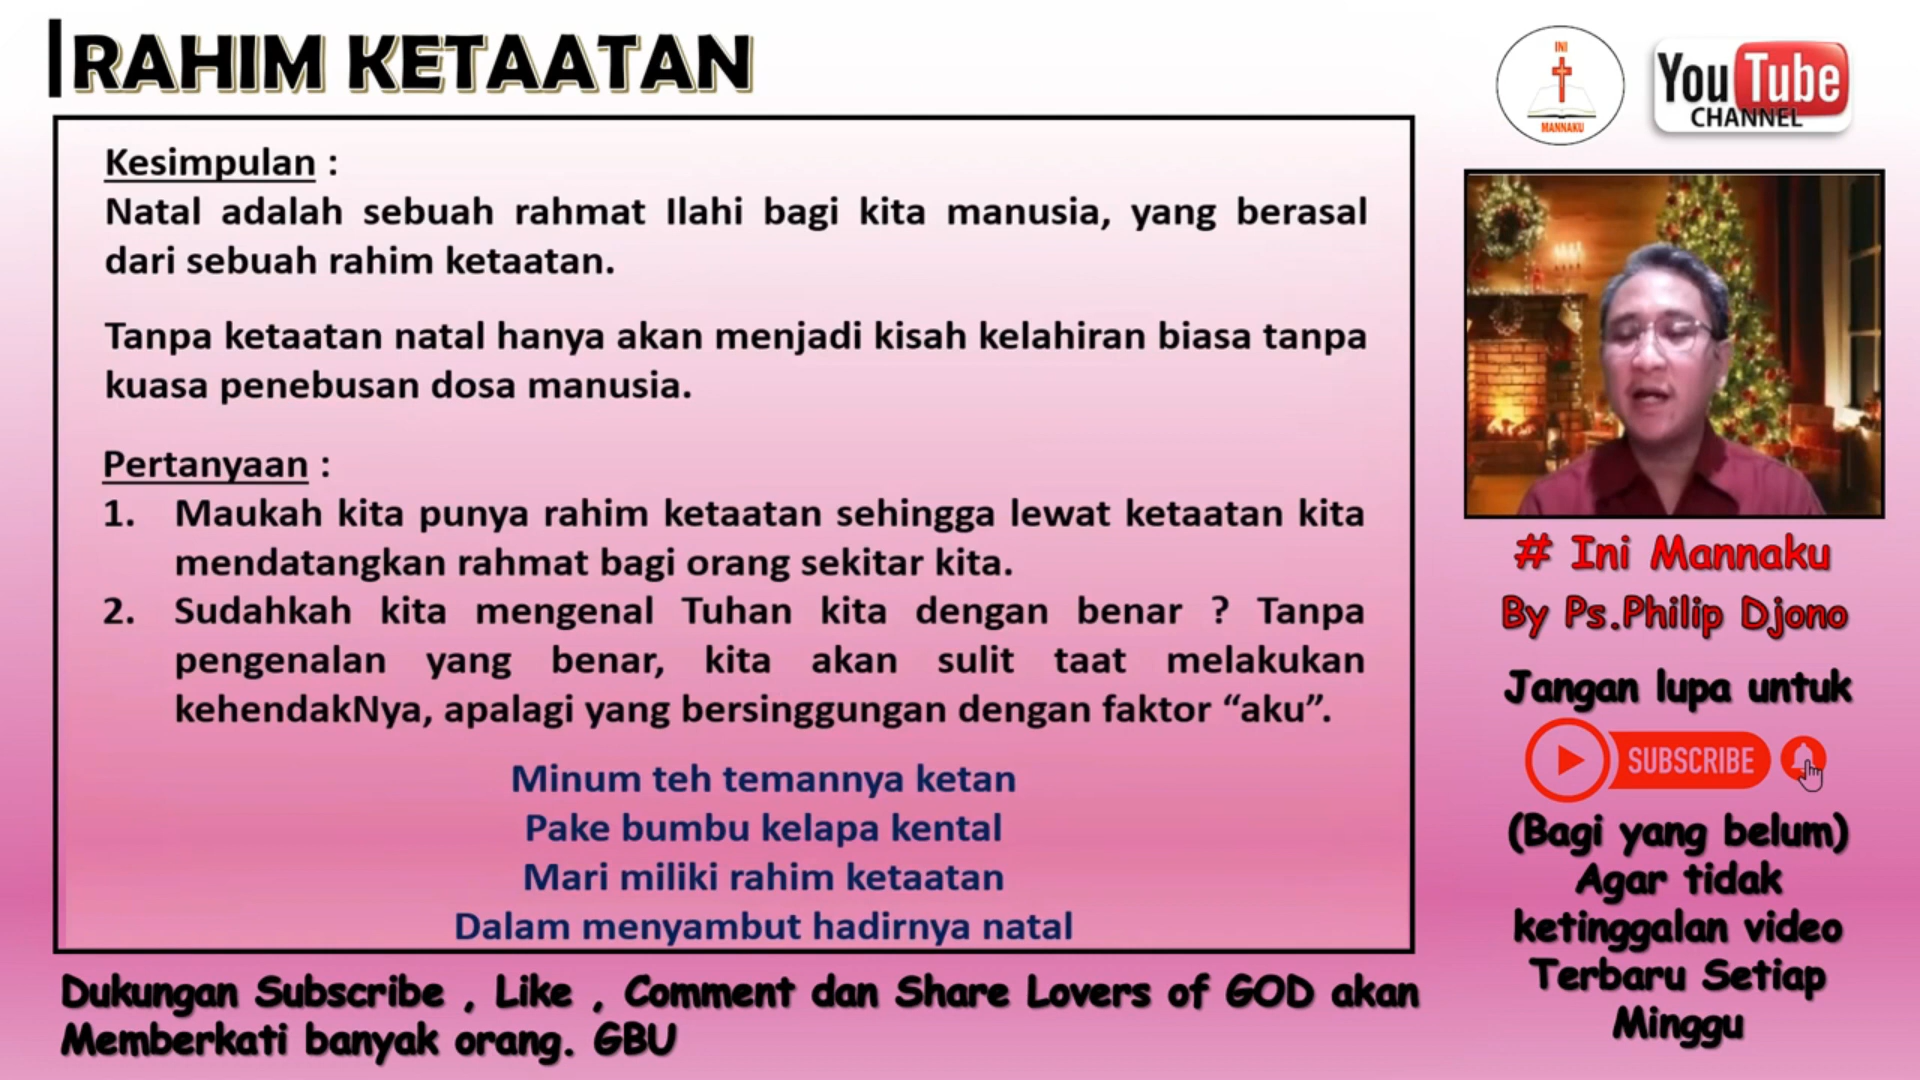 RAHIM KETAATAN
Kesimpulan :
Natal adalah sebuah rahmat Ilahi bagi kita manusia, yang berasal
dari sebuah rahim ketaatan.
Tanpa ketaatan natal hanya akan menjadi kisah kelahiran biasa tanpa
kuasa penebusan dosa manusia.
Pertanyaan :
1. Maukah kita punya rahim ketaatan sehingga lewat ketaatan kita
mendatangkan rahmat bagi orang sekitar kita.
2. Sudahkah kita mengenal Tuhan kita dengan benar ? Tanpa
pengenalan yang benar, kita akan sulit taat melakukan
kehendakNya, apalagi yang bersinggungan dengan faktor “aku”.
Minum teh temannya ketan
Pake bumbu kelapa kental
Mari miliki rahim ketaatan
Dalam menyambut hadirnya natal
Dukungan Subscribe , Like , Comment dan Share Lovers of GOD akan
Memberkati banyak orang. GBU
INI
MANNAKU
YouTube
CHANNEL
# Ini Mannaku
By Ps.Philip Djono
Jangan lupa untuk
SUBSCRIBE
(Bagi yang belum)
Agar tidak
ketinggalan video
Terbaru Setiap
Minggu